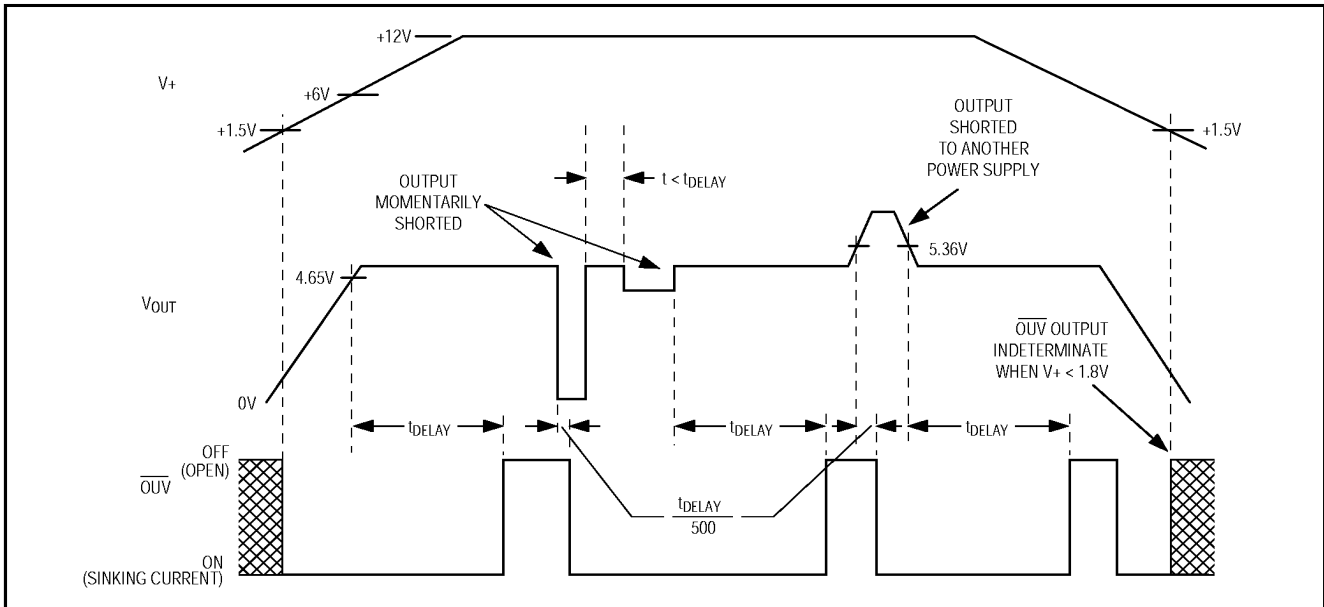 +12V
V+
+6V
+1.5V
+1.5V
OUTPUT
SHORTED
TO ANOTHER
POWER SUPPLY
t < tDELAY
OUTPUT
MOMENTARILY
SHORTED
4.65V
5.36V
VOUT
OUV OUTPUT
INDETERMINATE
WHEN V+ < 1.8V
0V
tDELAY
tDELAY
tDELAY
OFF
(OPEN)
OUV
tDELAY
500
ON
(SINKING CURRENT)